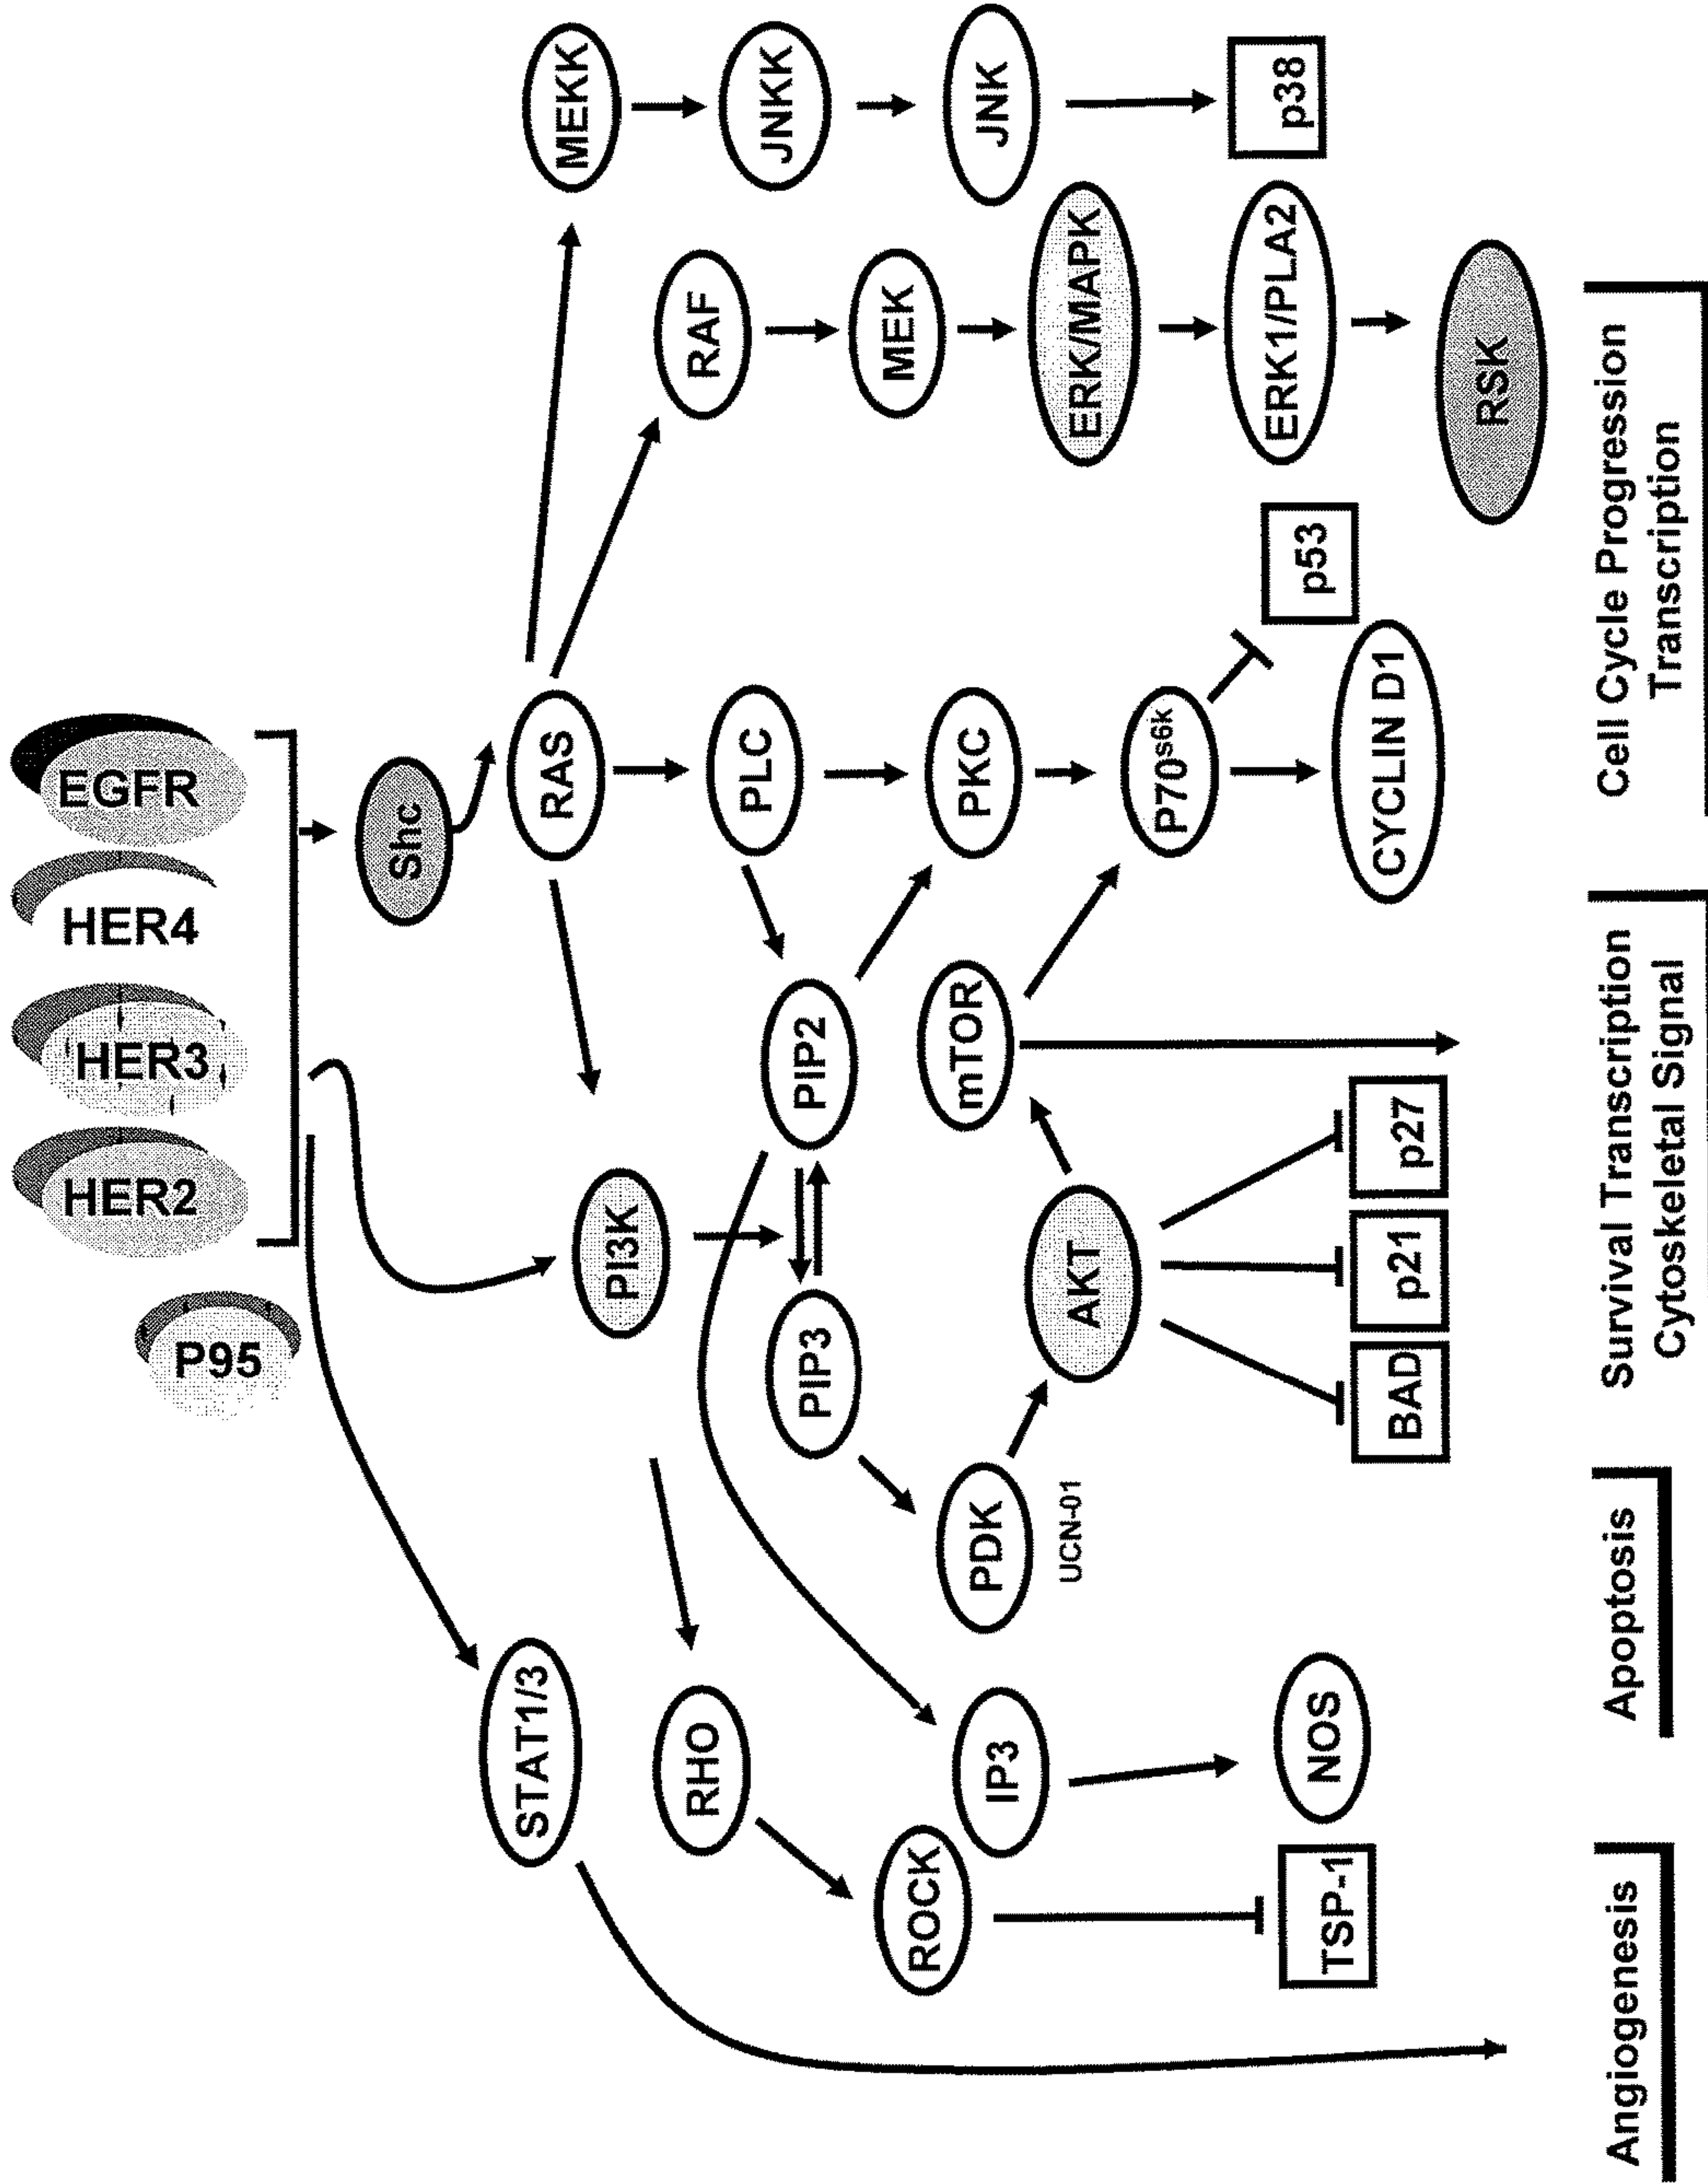 P95
HER2
HER3
HER4
EGFR
Shc
STAT1/3
RAS
MEKK
PI3K
RHO
RAF
PLC
JNKK
PIP3
PIP2
MEK
ROCK
IP3
PDK
mTOR
PKC
JNK
UCN-01
AKT
ERK/MAPK
P70s6k
TSP-1
NOS
p53
ERK1/PLA2
p38
BAD
p21
p27
CYCLIN D1
RSK
Angiogenesis
Apoptosis
Survival Transcription
Cytoskeletal Signal
Cell Cycle Progression
Transcription